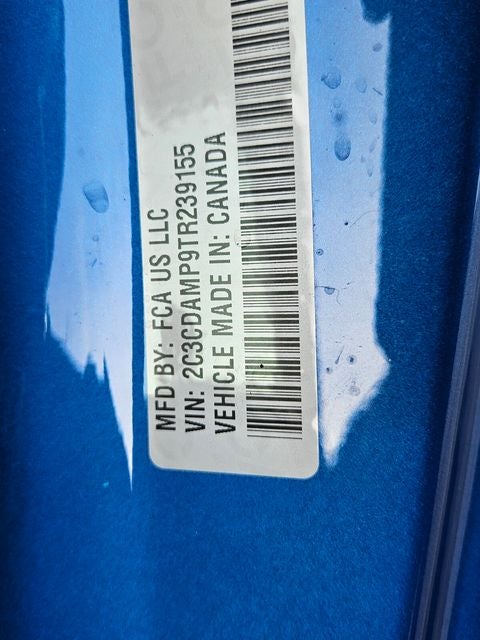 MFD BY: FCA US LLC
VIN: 2C3CDAMP9TR239155
VEHICLE MADE IN: CANADA